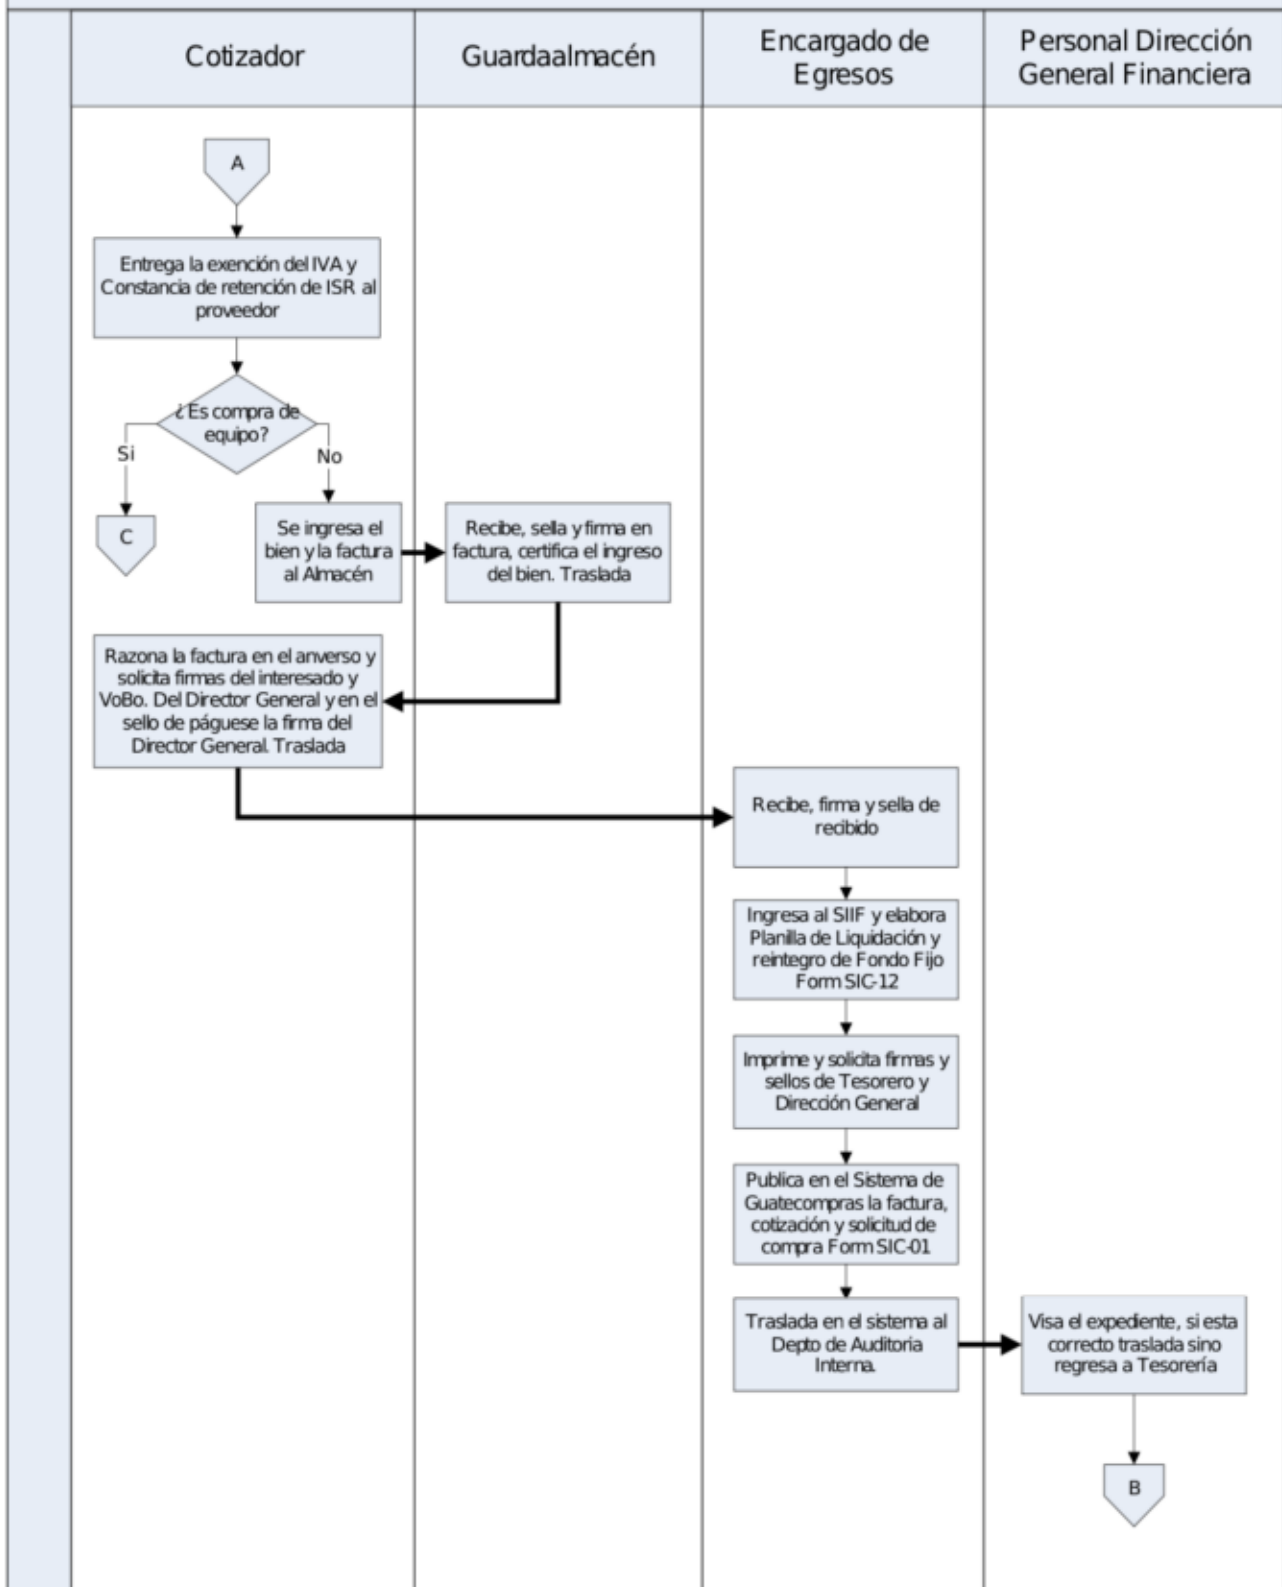 Cotizador
Guardaalmacén
Encargado de
Egresos
Personal Dirección
General Financiera
A
Entrega la exención del IVA y
Constancia de retención de ISR al
proveedor
¿Es compra de
equipo?
Si
No
C
Se ingresa el
bien y la factura
al Almacén
Recibe, sella y firma en
factura, certifica el ingreso
del bien. Traslada
Razona la factura en el anverso y
solicita firmas del interesado y
VoBo. Del Director General y en el
sello de páguese la firma del
Director General. Traslada
Recibe, firma y sella de
recibido
Ingresa al SIIF y elabora
Planilla de Liquidación y
reintegro de Fondo Fijo
Form SIC-12
Imprime y solicita firmas y
sellos de Tesorero y
Dirección General
Publica en el Sistema de
Guatecompras la factura,
cotización y solicitud de
compra Form SIC-01
Traslada en el sistema al
Depto de Auditoria
Interna.
Visa el expediente, si esta
correcto traslada sino
regresa a Tesorería
B